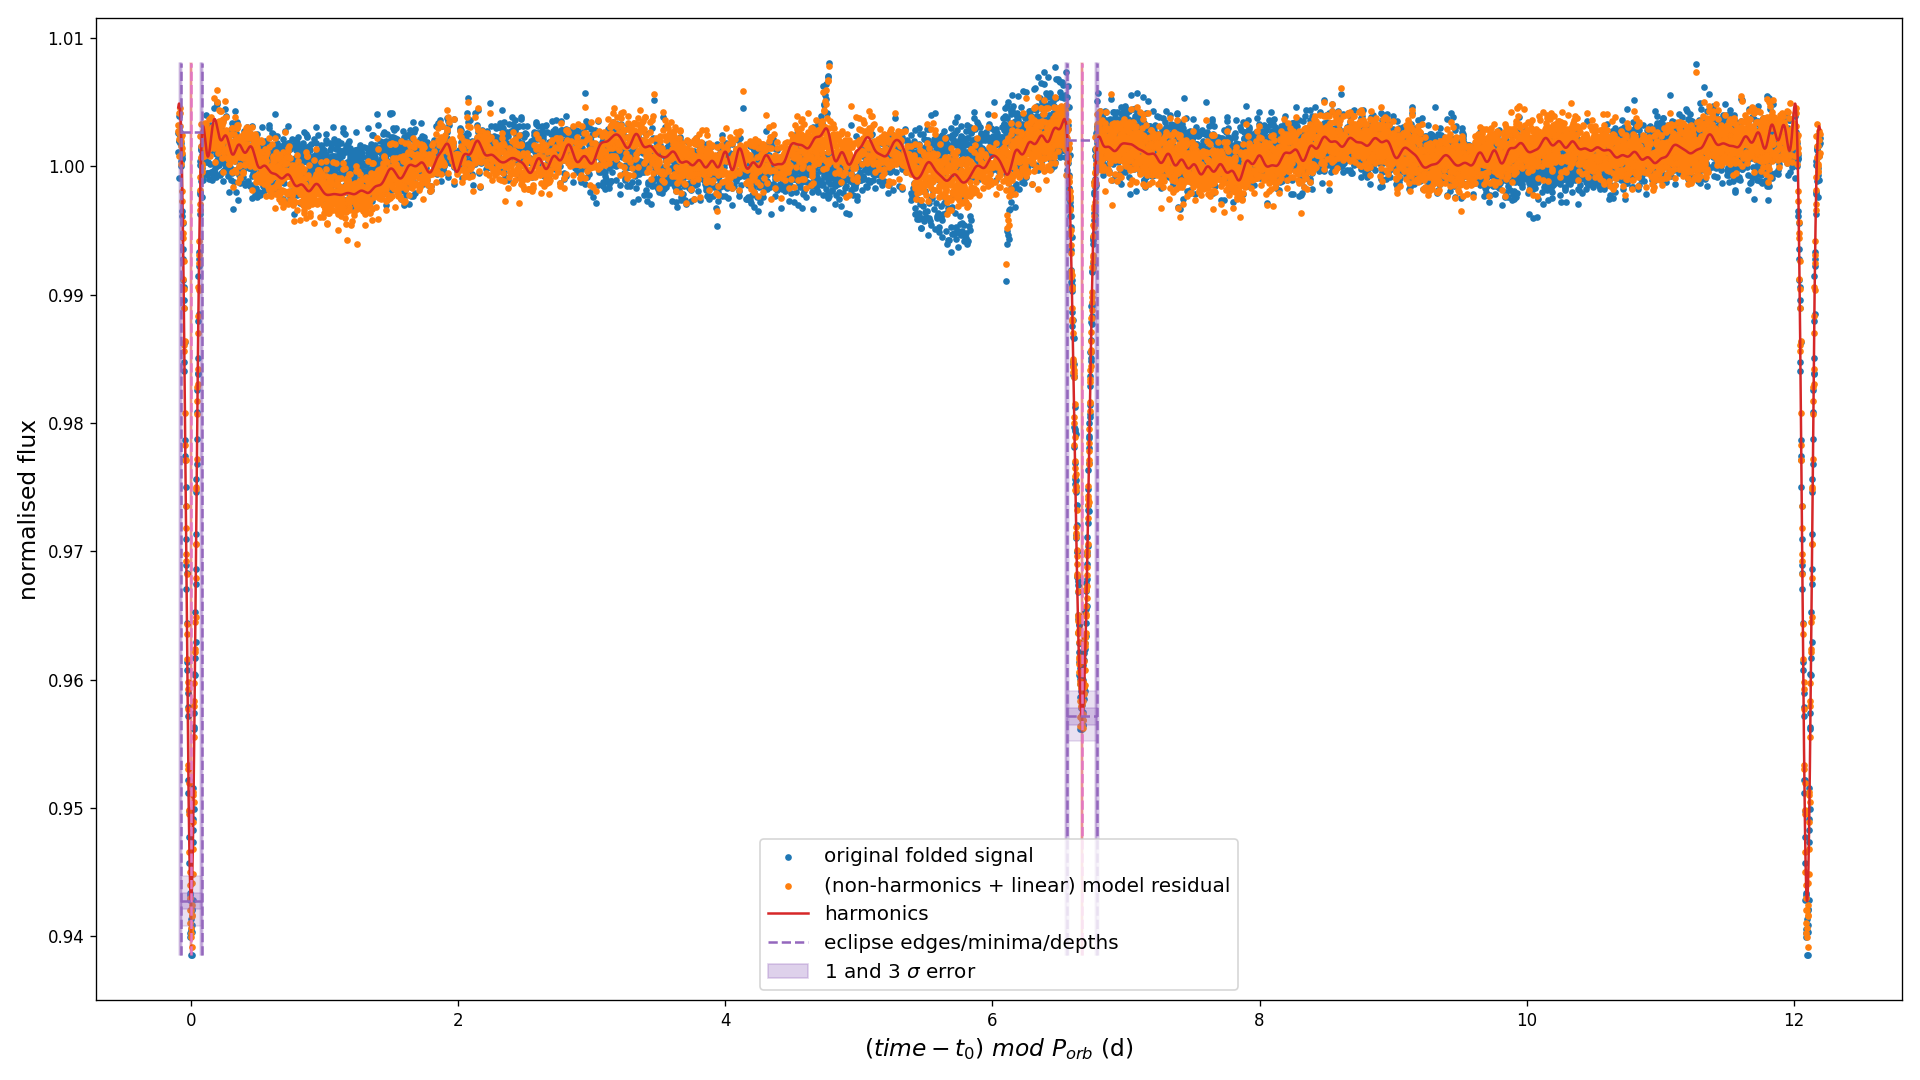 1.01
1.00
0.99
0.98
0.97
0.96
0.95
0.94
normalised flux
original folded signal
(non-harmonics + linear) model residual
harmonics
eclipse edges/minima/depths
1 and 3 σ error
0 2 4 6 8 10 12
(time − t₀) mod Pₒᵣb (d)